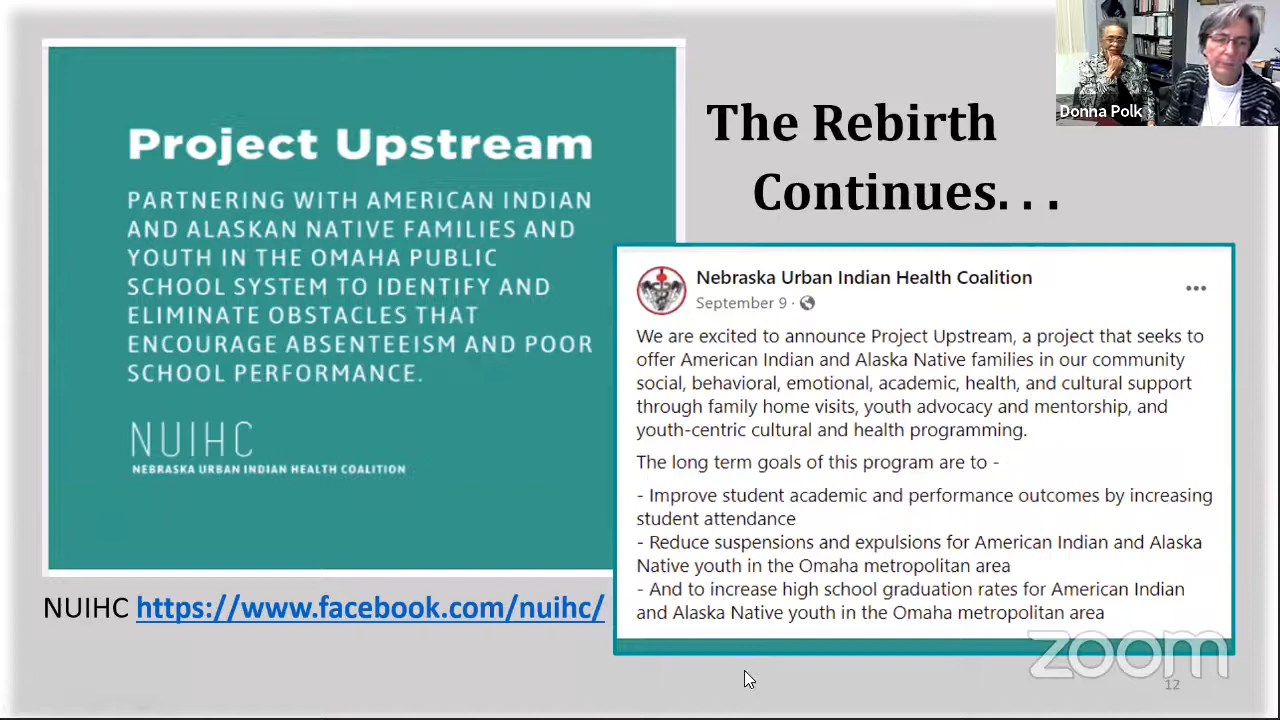 Donna Polk
The Rebirth
Continues. . .
Project Upstream
PARTNERING WITH AMERICAN INDIAN
AND ALASKAN NATIVE FAMILIES AND
YOUTH IN THE OMAHA PUBLIC
SCHOOL SYSTEM TO IDENTIFY AND
ELIMINATE OBSTACLES THAT
ENCOURAGE ABSENTEEISM AND POOR
SCHOOL PERFORMANCE.
NUIHC
NEBRASKA URBAN INDIAN HEALTH COALITION
NUIHC https://www.facebook.com/nuihc/
Nebraska Urban Indian Health Coalition
September 9 ·
We are excited to announce Project Upstream, a project that seeks to
offer American Indian and Alaska Native families in our community
social, behavioral, emotional, academic, health, and cultural support
through family home visits, youth advocacy and mentorship, and
youth-centric cultural and health programming.
The long term goals of this program are to -
- Improve student academic and performance outcomes by increasing
student attendance
- Reduce suspensions and expulsions for American Indian and Alaska
Native youth in the Omaha metropolitan area
- And to increase high school graduation rates for American Indian
and Alaska Native youth in the Omaha metropolitan area
zoom
12